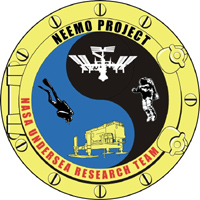 NEEMO PROJECT
NASA UNDERSEA RESEARCH TEAM